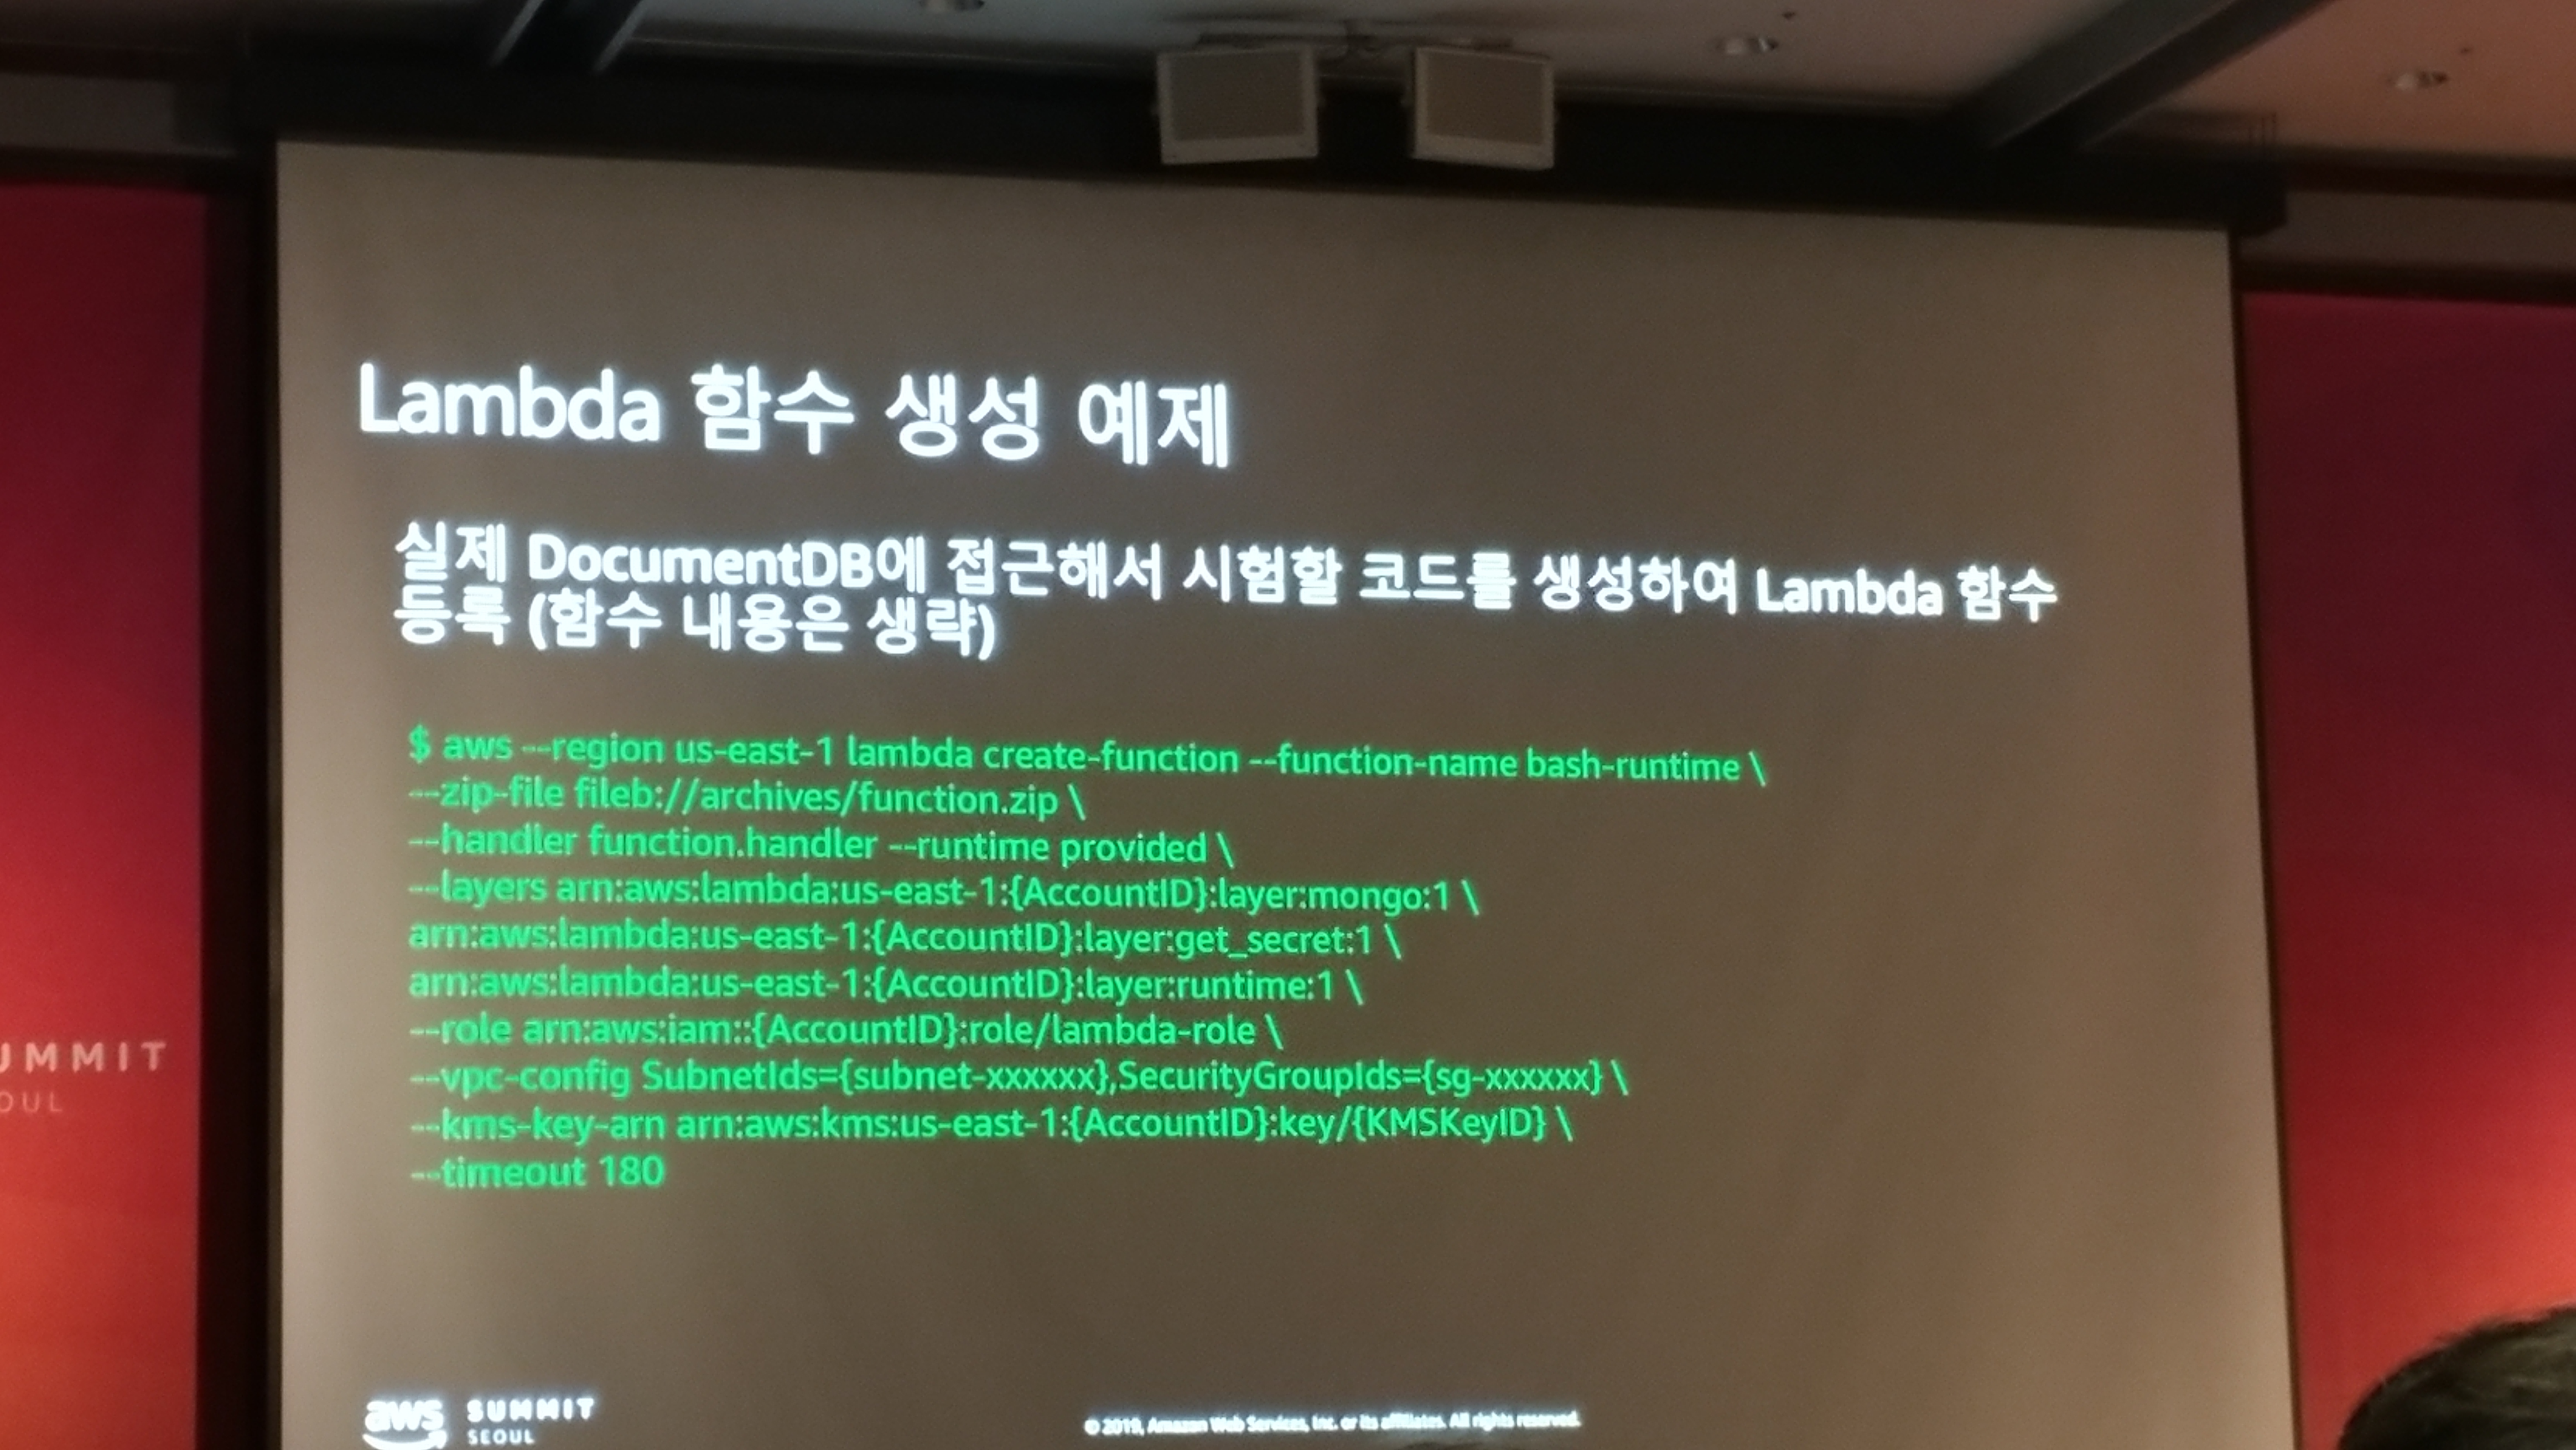 Lambda 함수 생성 예제
실제 DocumentDB에 접근해서 시험할 코드를 생성하여 Lambda 함수
등록 (함수 내용은 생략)
$ aws --region us-east-1 lambda create-function --function-name bash-runtime \
--zip-file fileb://archives/function.zip \
--handler function.handler --runtime provided \
--layers arn:aws:lambda:us-east-1:{AccountID}:layer:mongo:1 \
arn:aws:lambda:us-east-1:{AccountID}:layer:get_secret:1 \
arn:aws:lambda:us-east-1:{AccountID}:layer:runtime:1 \
--role arn:aws:iam::{AccountID}:role/lambda-role \
--vpc-config SubnetIds={subnet-xxxxxx},SecurityGroupIds={sg-xxxxxx} \
--kms-key-arn arn:aws:kms:us-east-1:{AccountID}:key/{KMSKeyID} \
--timeout 180
UMMIT
OUL
aws SUMMIT
SEOUL
© 2019, Amazon Web Services, Inc. or its affiliates. All rights reserved.